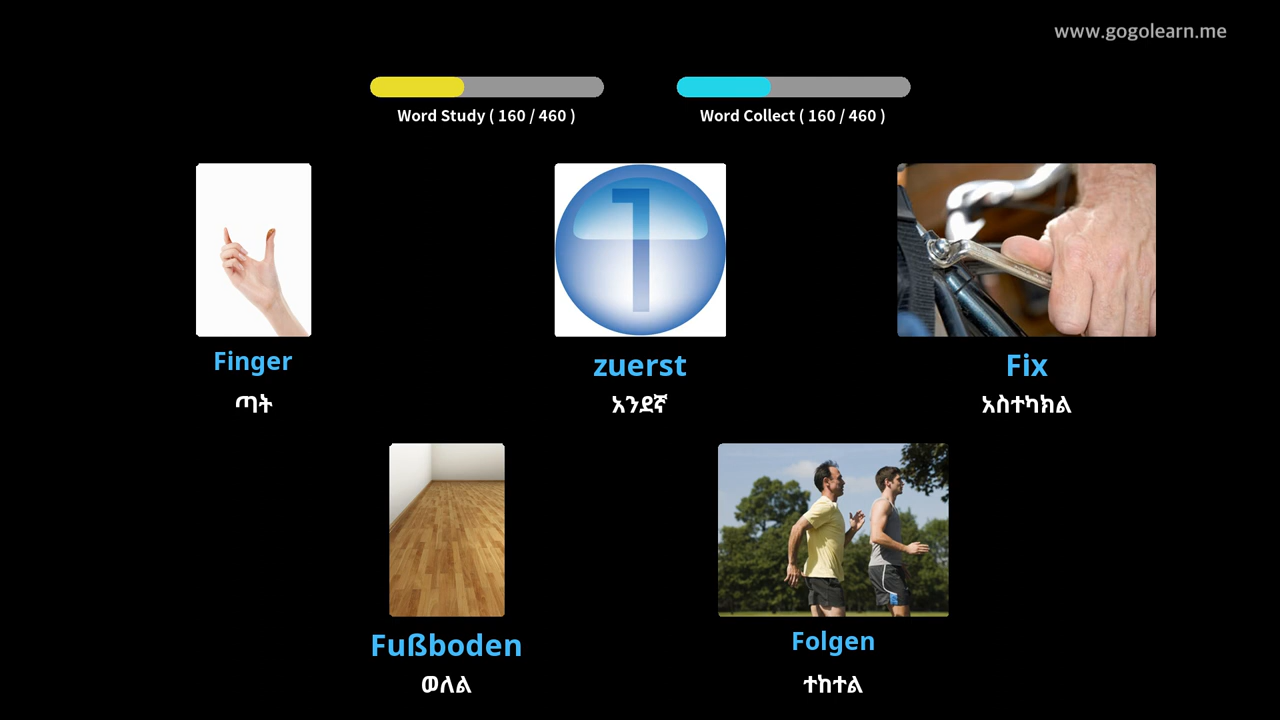 www.gogolearn.me
Word Study ( 160 / 460 )
Word Collect ( 160 / 460 )
1
Finger
zuerst
Fix
ጣት
አንደኛ
አስተካክል
Fußboden
Folgen
ወለል
ተከተል